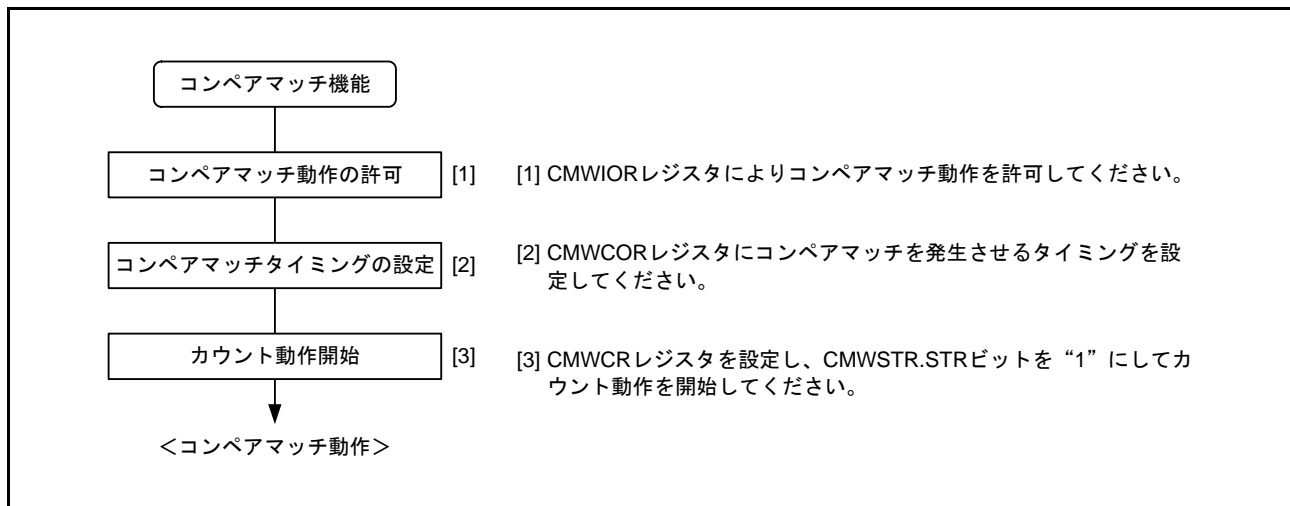 コンペアマッチ機能
コンペアマッチ動作の許可 [1] [1] CMWIORレジスタによりコンペアマッチ動作を許可してください。
コンペアマッチタイミングの設定 [2] [2] CMWCORレジスタにコンペアマッチを発生させるタイミングを設
定してください。
カウント動作開始 [3] [3] CMWCRレジスタを設定し、CMWSTR.STRビットを“1”にしてカ
ウント動作を開始してください。
＜コンペアマッチ動作＞